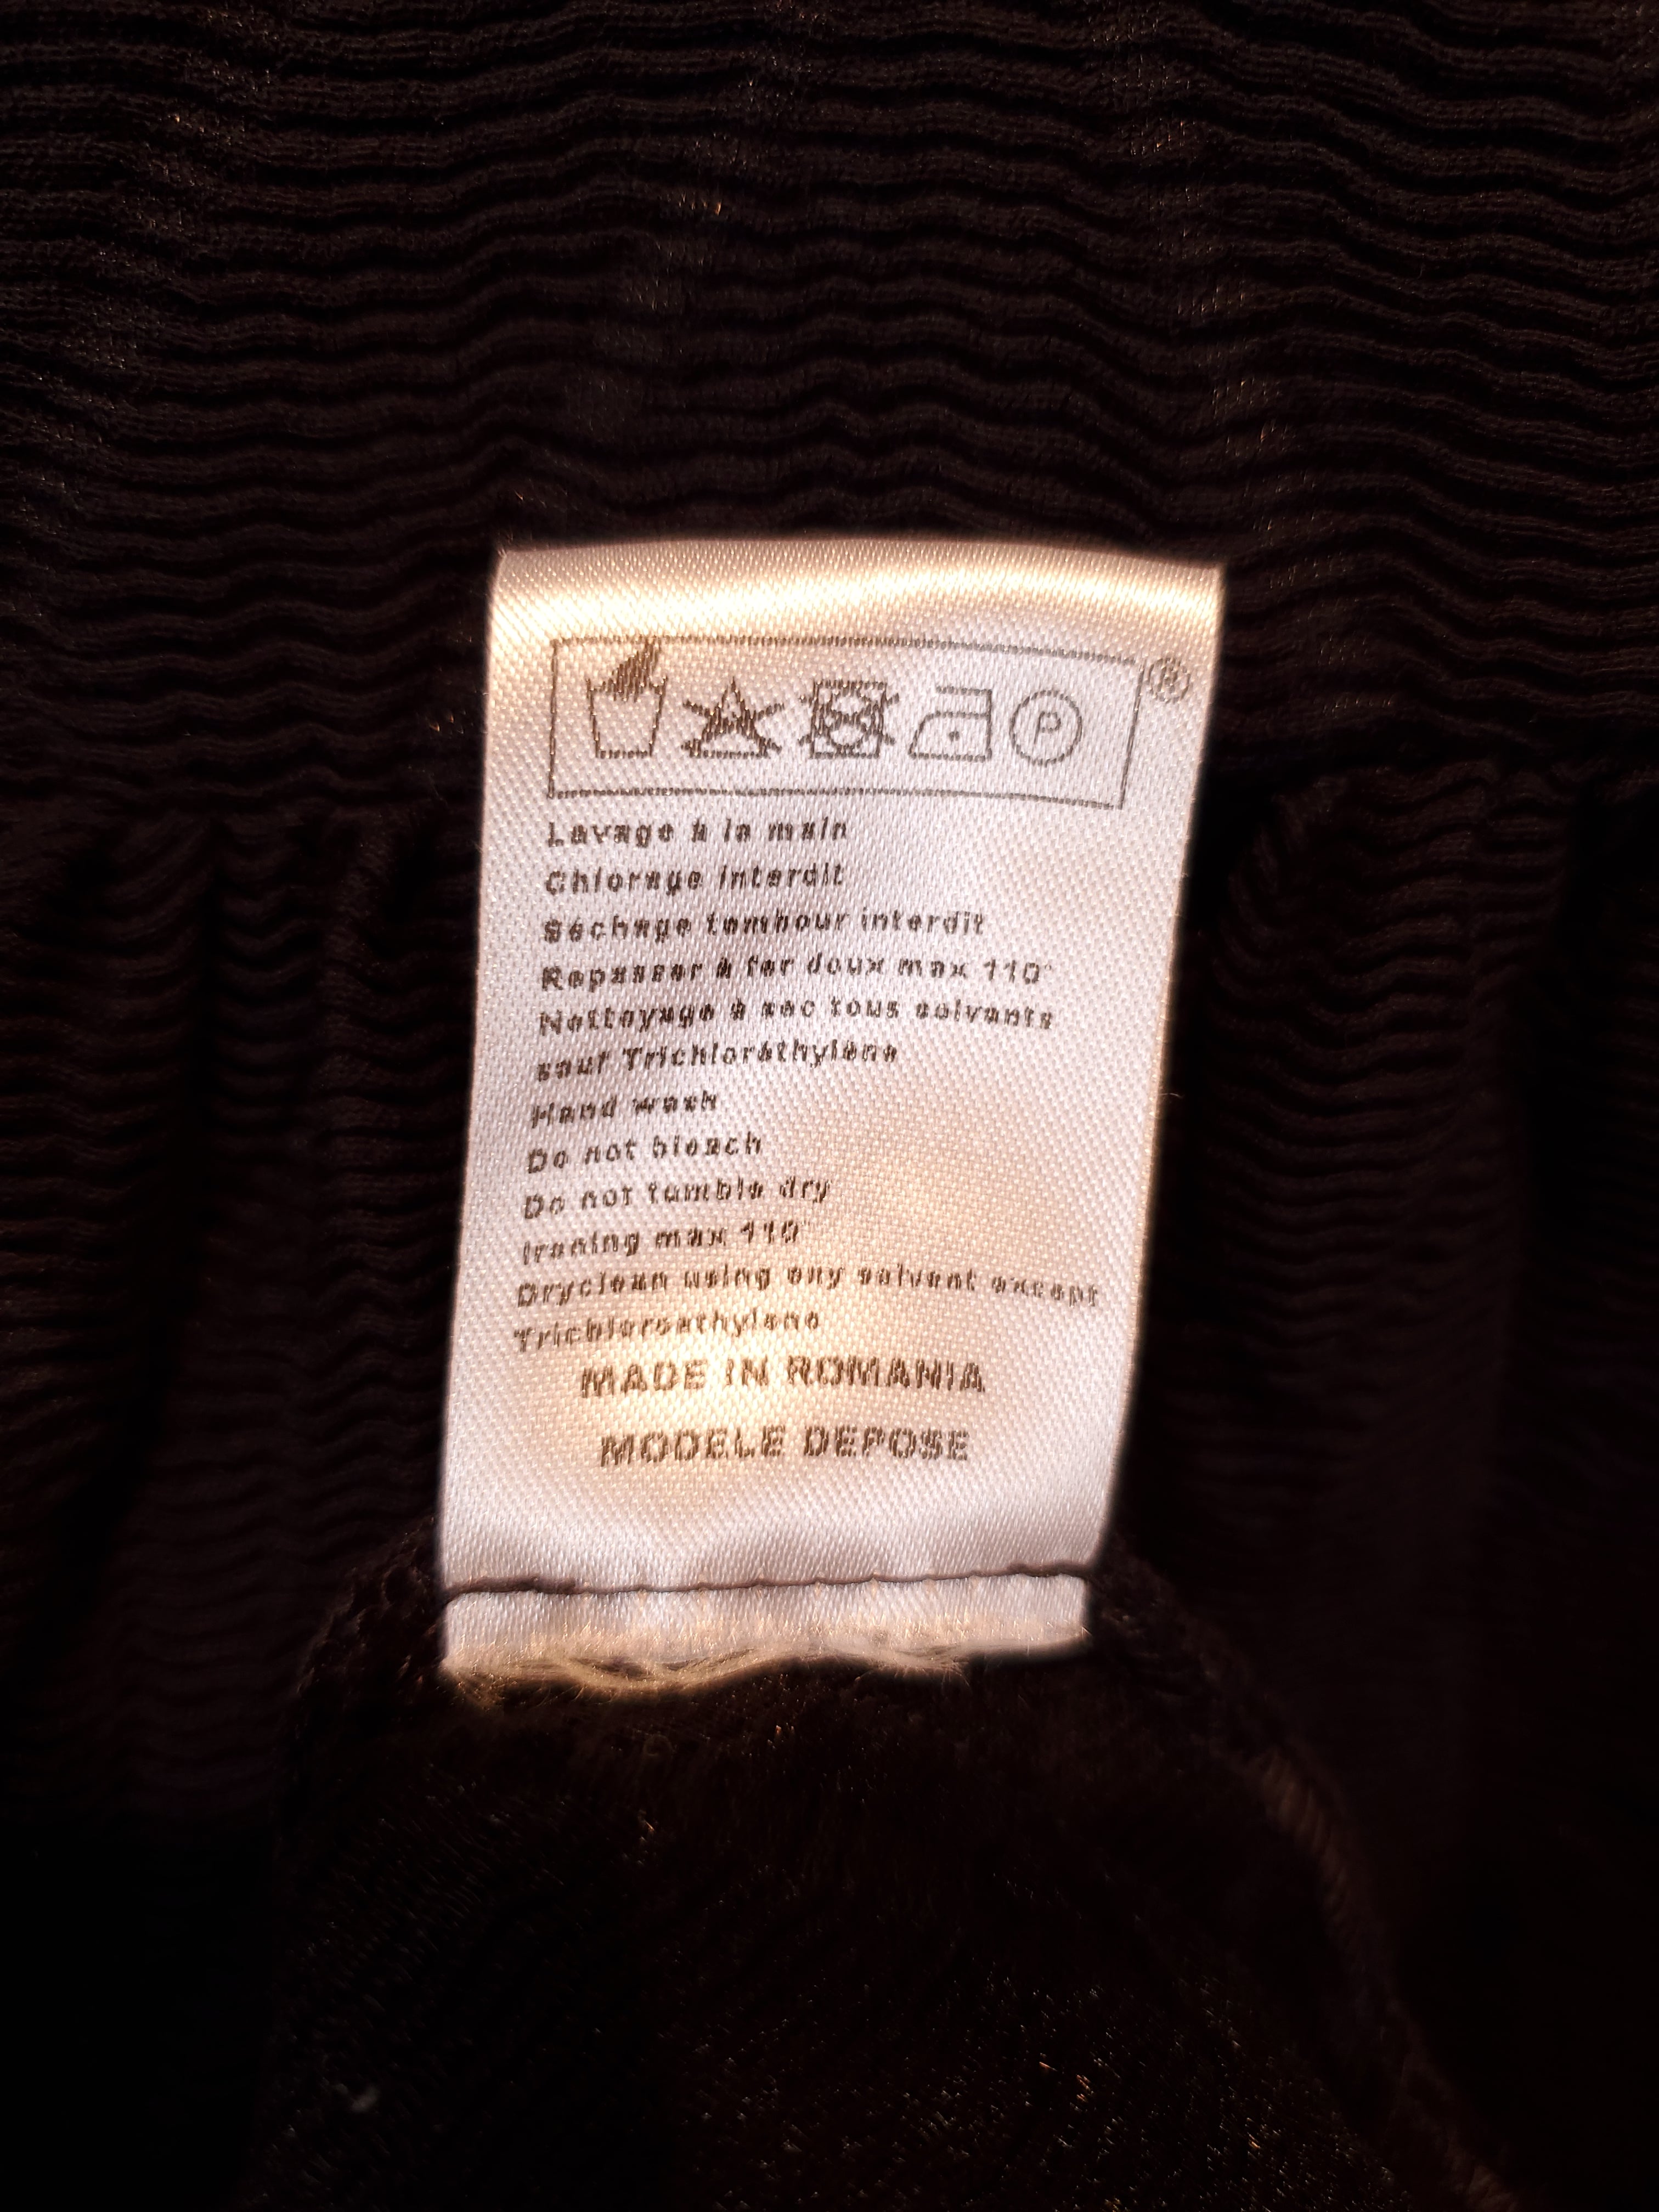 ®
P
Lavage à la main
Chlorage interdit
Séchage tambour interdit
Repasser à fer doux max 110°
Nettoyage à sec tous solvants
sauf Trichloréthylène
Hand wash
Do not bleach
Do not tumble dry
Ironing max 110°
Dryclean using any solvent except
Trichloroethylene
MADE IN ROMANIA
MODELE DEPOSE